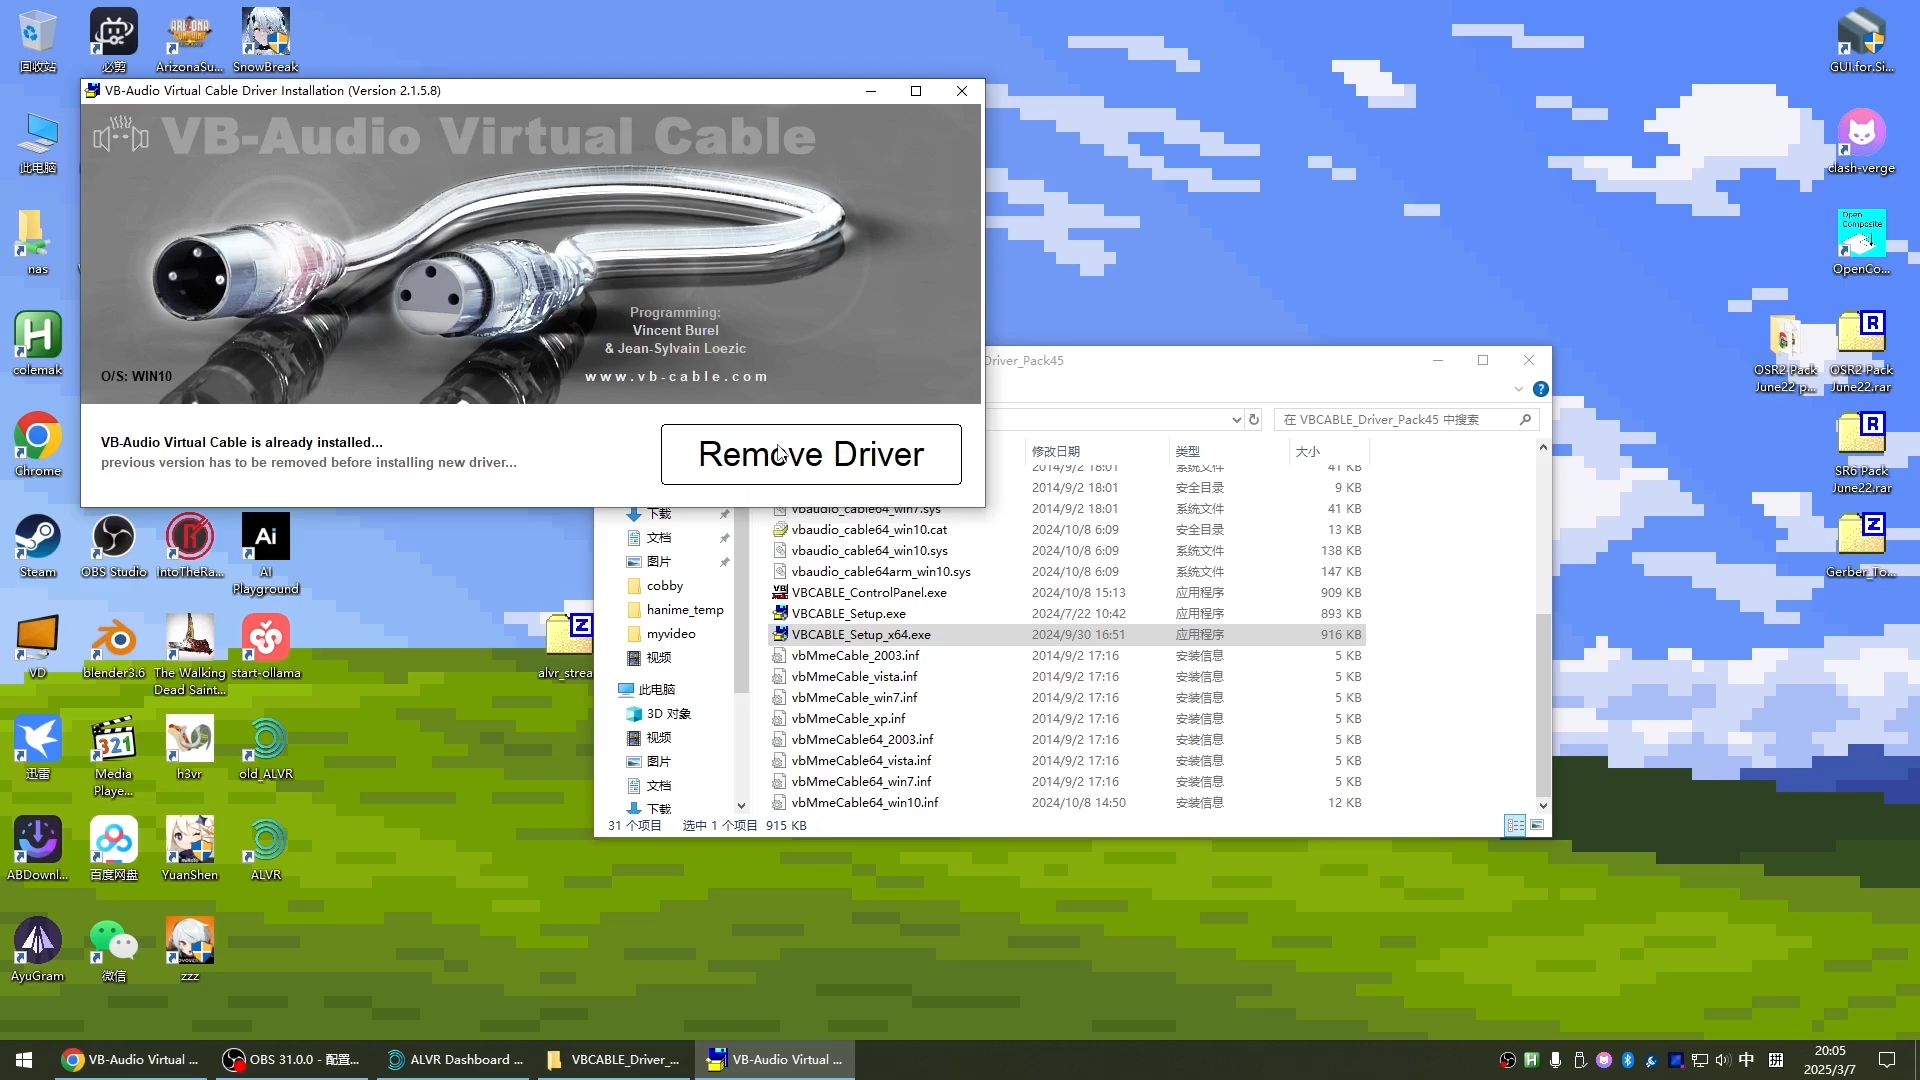 回收站
必剪
ArizonaSu...
SnowBreak
GUI.for.Si...
此电脑
nas
colemak
Chrome
clash-verge
Open
Composite
OpenCo...
OSR2 Pack
June22 p...
OSR2 Pack
June22.rar
SR6 Pack
June22.rar
Gerber_To...
VB-Audio Virtual Cable Driver Installation (Version 2.1.5.8)
VB-Audio Virtual Cable
Programming:
Vincent Burel
& Jean-Sylvain Loezic
www.vb-cable.com
O/S: WIN10
VB-Audio Virtual Cable is already installed...
previous version has to be removed before installing new driver...
Remove Driver
Driver_Pack45
在 VBCABLE_Driver_Pack45 中搜索
修改日期 类型 大小
2014/9/2 18:01 系统文件 41 KB
2014/9/2 18:01 安全目录 9 KB
vbaudio_cable64_win7.sys 2014/9/2 18:01 系统文件 41 KB
vbaudio_cable64_win10.cat 2024/10/8 6:09 安全目录 13 KB
vbaudio_cable64_win10.sys 2024/10/8 6:09 系统文件 138 KB
vbaudio_cable64arm_win10.sys 2024/10/8 6:09 系统文件 147 KB
VBCABLE_ControlPanel.exe 2024/10/8 15:13 应用程序 909 KB
VBCABLE_Setup.exe 2024/7/22 10:42 应用程序 893 KB
VBCABLE_Setup_x64.exe 2024/9/30 16:51 应用程序 916 KB
vbMmeCable_2003.inf 2014/9/2 17:16 安装信息 5 KB
vbMmeCable_vista.inf 2014/9/2 17:16 安装信息 5 KB
vbMmeCable_win7.inf 2014/9/2 17:16 安装信息 5 KB
vbMmeCable_xp.inf 2014/9/2 17:16 安装信息 5 KB
vbMmeCable64_2003.inf 2014/9/2 17:16 安装信息 5 KB
vbMmeCable64_vista.inf 2014/9/2 17:16 安装信息 5 KB
vbMmeCable64_win7.inf 2014/9/2 17:16 安装信息 5 KB
vbMmeCable64_win10.inf 2024/10/8 14:50 安装信息 12 KB
下载
文档
图片
cobby
hanime_temp
myvideo
视频
此电脑
3D 对象
视频
图片
文档
下载
31 个项目 选中 1 个项目 915 KB
Steam
OBS Studio
IntoTheRa...
Ai
AI
Playground
VD
blender3.6
The Walking
Dead Saint...
start-ollama
alvr_strea
迅雷
321
Media
Playe...
h3vr
old_ALVR
ABDownl...
百度网盘
YuanShen
ALVR
AyuGram
微信
zzz
VB-Audio Virtual ...
OBS 31.0.0 - 配置...
ALVR Dashboard ...
VBCABLE_Driver_...
VB-Audio Virtual ...
中
拼
20:05
2025/3/7